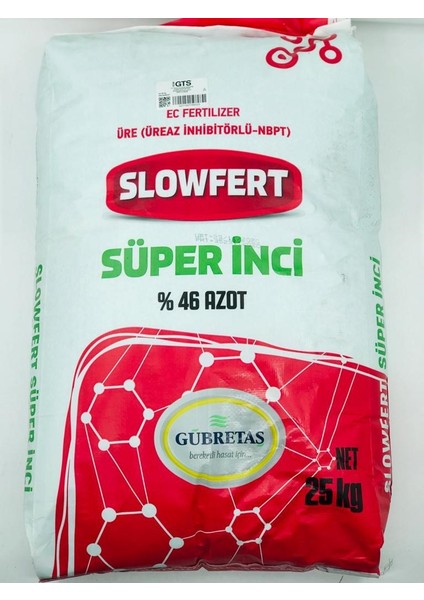 GTS
EC FERTILIZER
ÜRE (ÜREAZ İNHİBİTÖRLÜ-NBPT)
SLOWFERT
SÜPER İNCİ
% 46 AZOT
GÜBRETAŞ
bereketli hasat için...
NET
25 kg
SLOWFERT SÜPER İNCİ
SLOWFERT SÜPER İNCİ